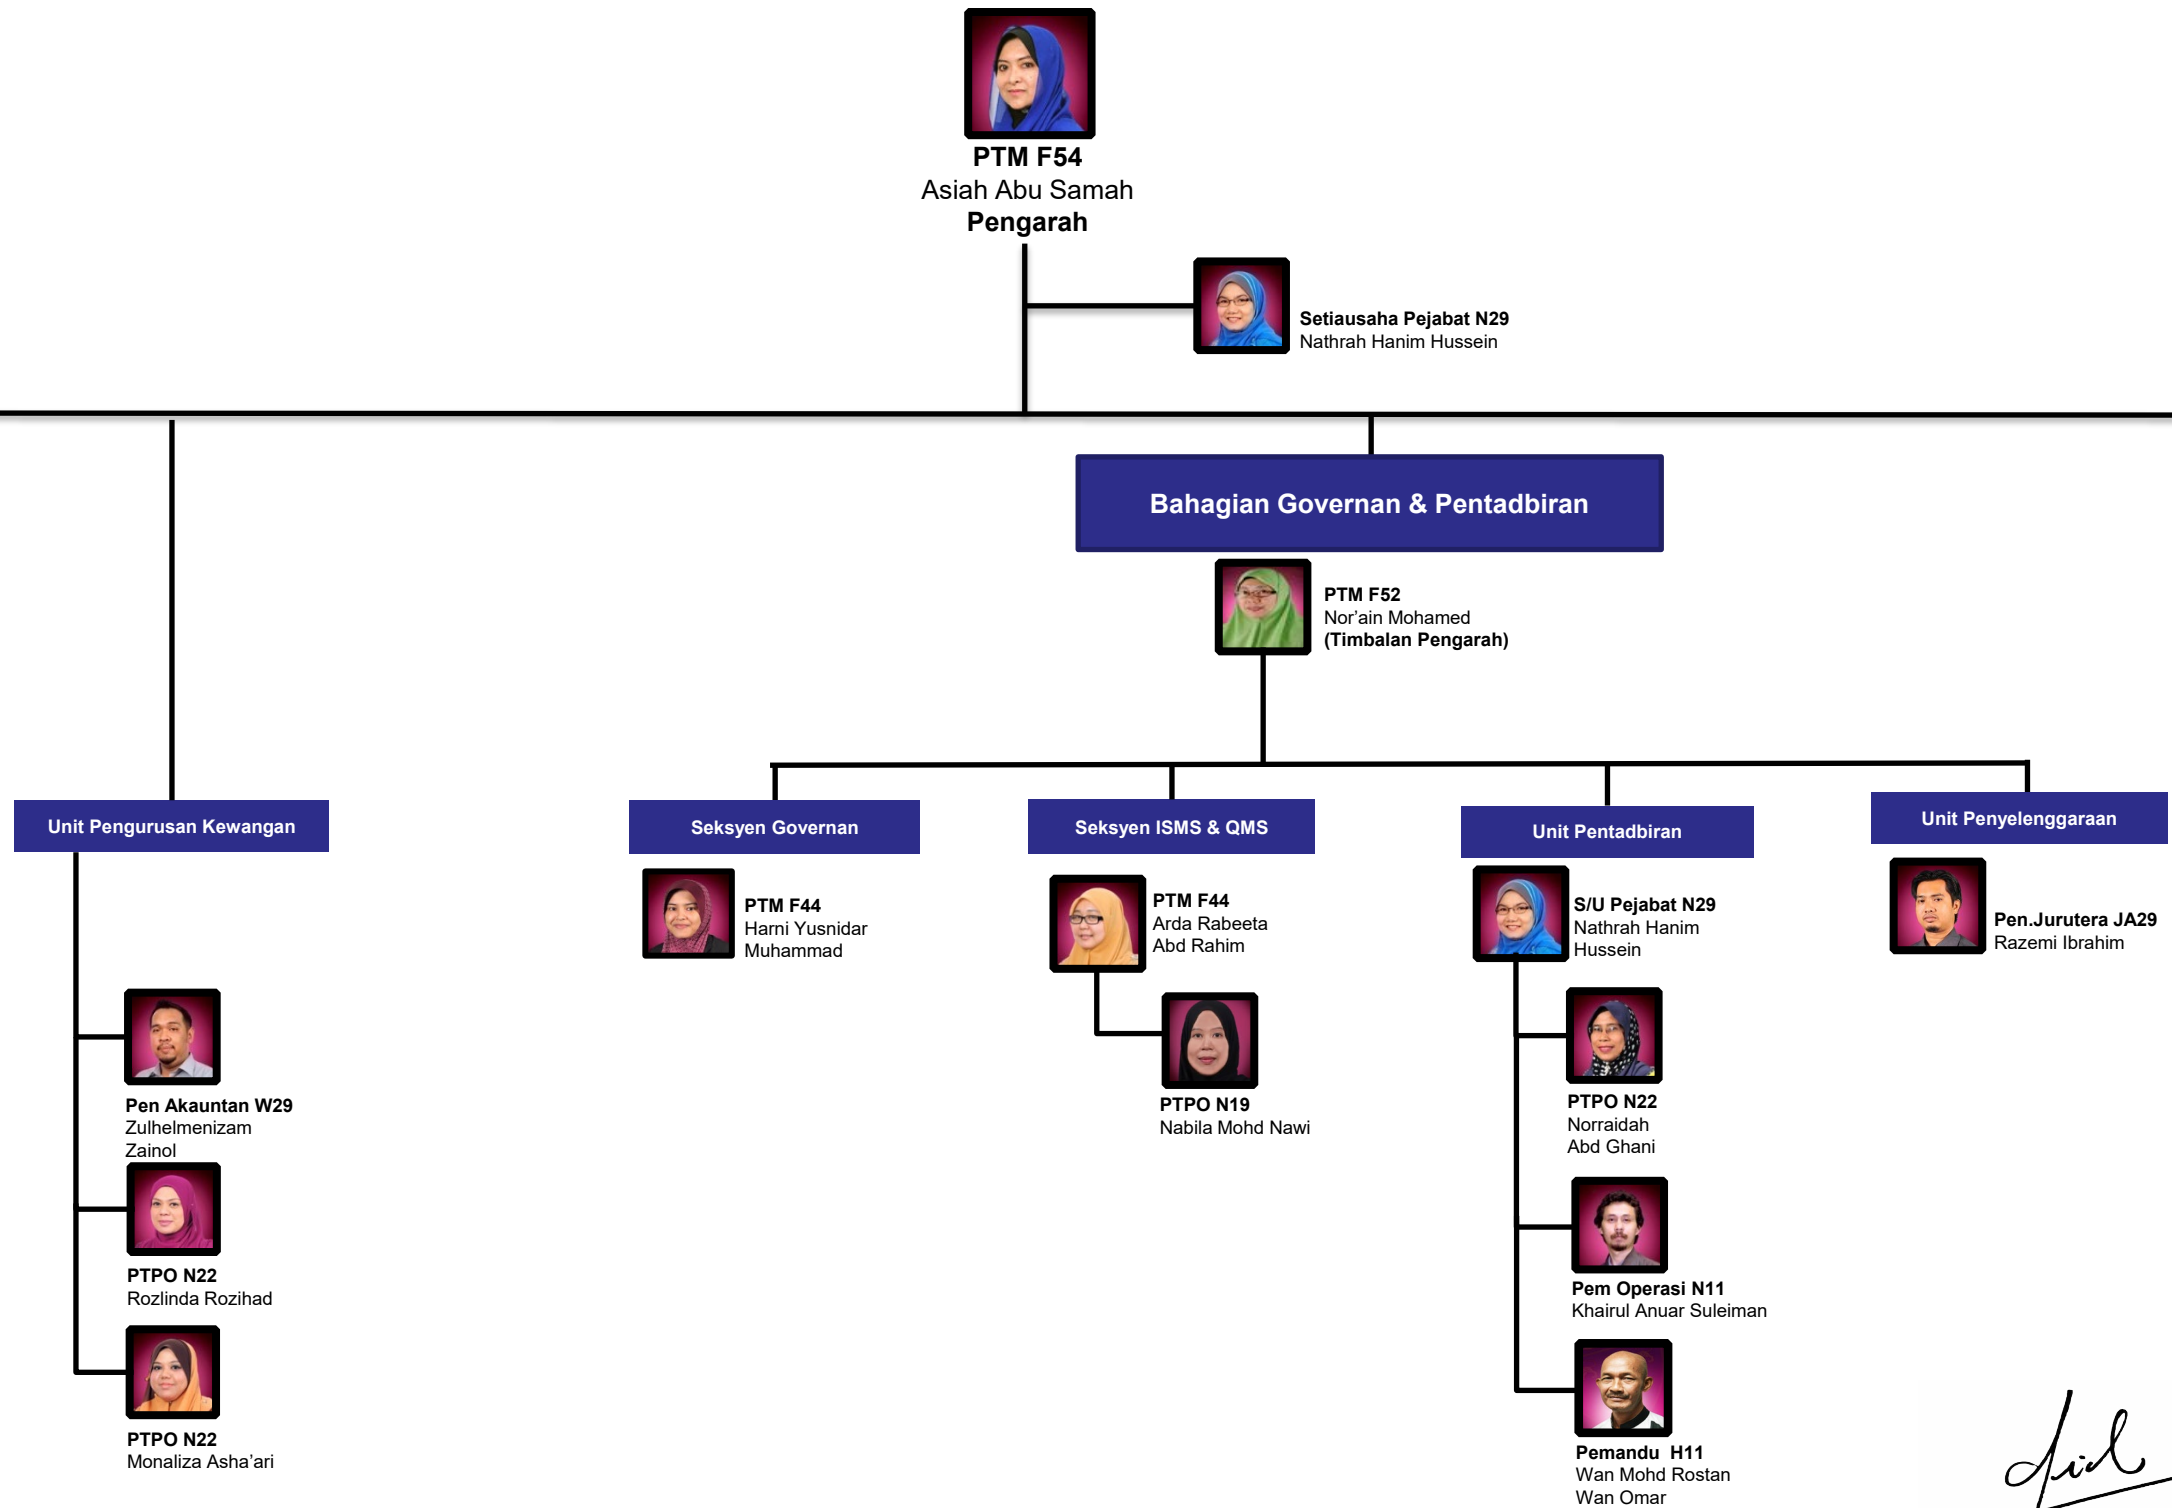 PTM F54
Asiah Abu Samah
Pengarah
Setiausaha Pejabat N29
Nathrah Hanim Hussein
Bahagian Governan & Pentadbiran
PTM F52
Nor’ain Mohamed
(Timbalan Pengarah)
Unit Pengurusan Kewangan
Pen Akauntan W29
Zulhelmenizam
Zainol
PTPO N22
Rozlinda Rozihad
PTPO N22
Monaliza Asha’ari
Seksyen Governan
PTM F44
Harni Yusnidar
Muhammad
Seksyen ISMS & QMS
PTM F44
Arda Rabeeta
Abd Rahim
PTPO N19
Nabila Mohd Nawi
Unit Pentadbiran
S/U Pejabat N29
Nathrah Hanim
Hussein
PTPO N22
Norraidah
Abd Ghani
Pem Operasi N11
Khairul Anuar Suleiman
Pemandu  H11
Wan Mohd Rostan
Wan Omar
Unit Penyelenggaraan
Pen.Jurutera JA29
Razemi Ibrahim